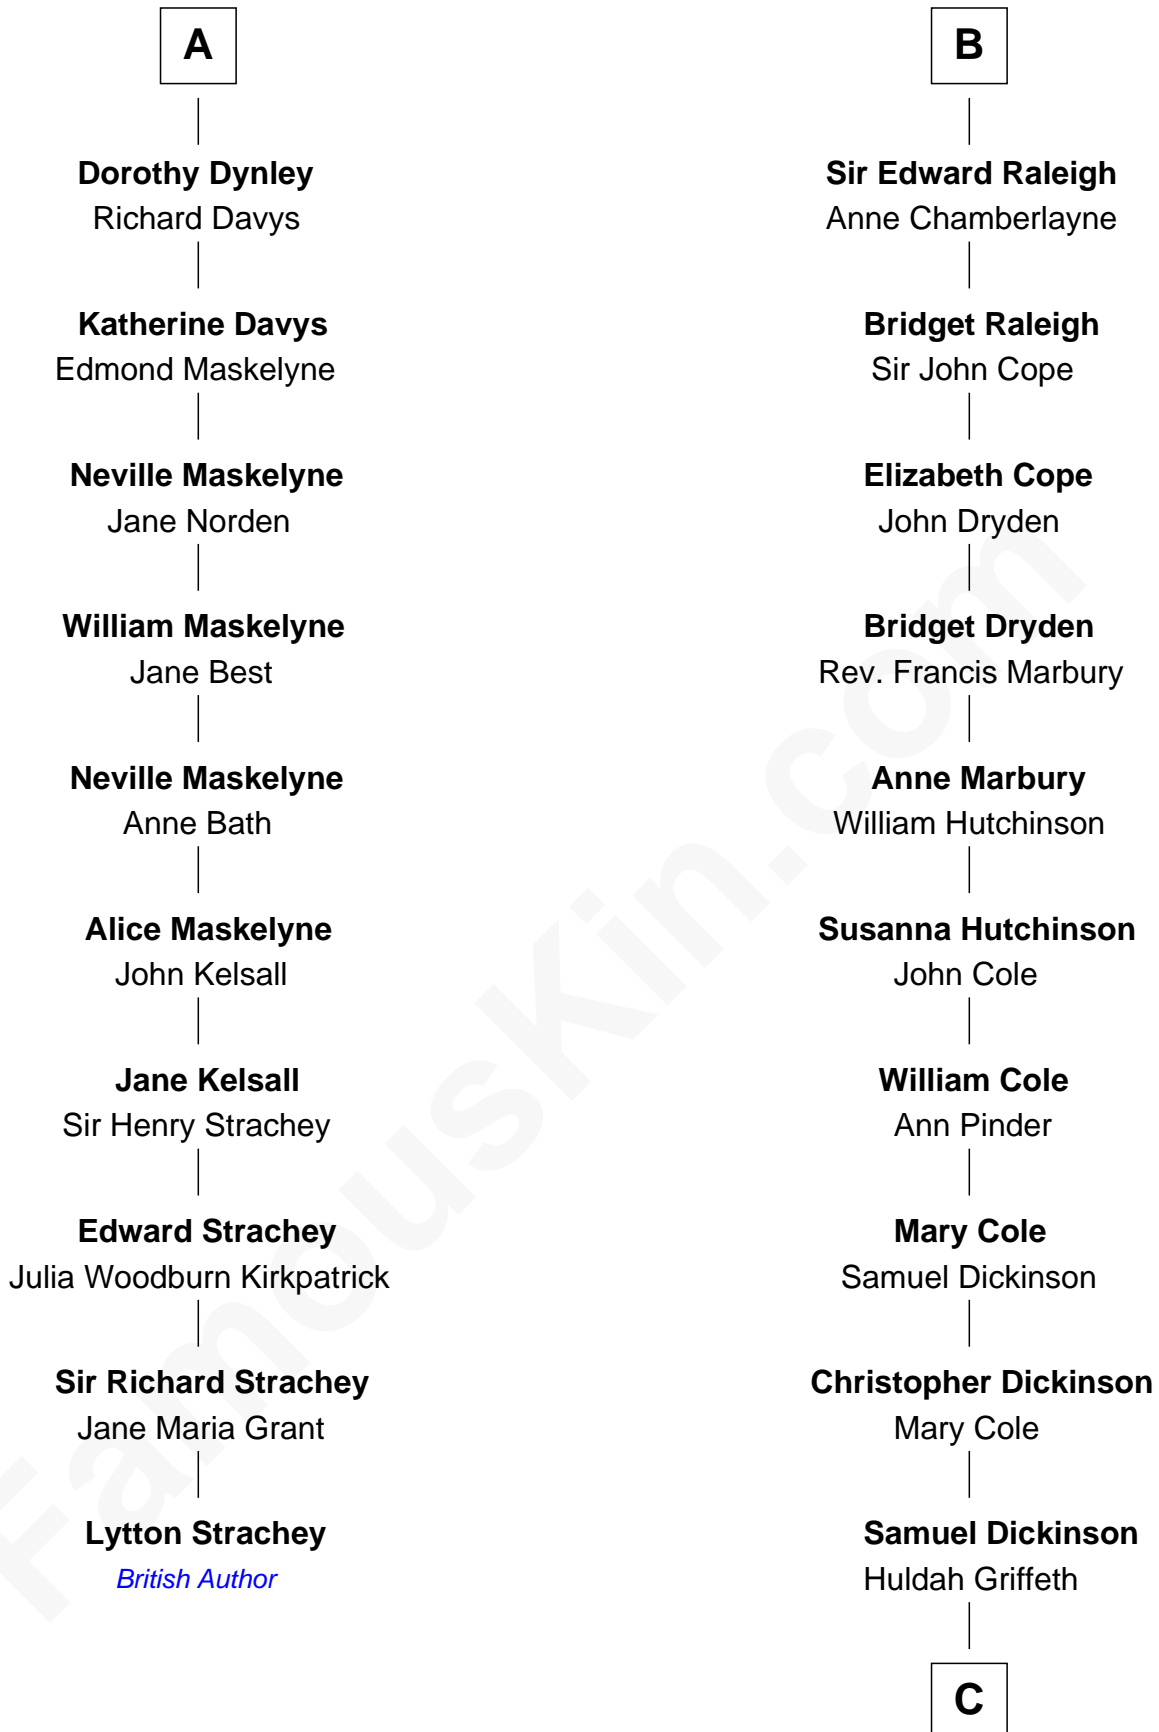 A
Dorothy Dynley
Richard Davys
Katherine Davys
Edmond Maskelyne
Neville Maskelyne
Jane Norden
William Maskelyne
Jane Best
Neville Maskelyne
Anne Bath
Alice Maskelyne
John Kelsall
Jane Kelsall
Sir Henry Strachey
Edward Strachey
Julia Woodburn Kirkpatrick
Sir Richard Strachey
Jane Maria Grant
Lytton Strachey
British Author
B
Sir Edward Raleigh
Anne Chamberlayne
Bridget Raleigh
Sir John Cope
Elizabeth Cope
John Dryden
Bridget Dryden
Rev. Francis Marbury
Anne Marbury
William Hutchinson
Susanna Hutchinson
John Cole
William Cole
Ann Pinder
Mary Cole
Samuel Dickinson
Christopher Dickinson
Mary Cole
Samuel Dickinson
Huldah Griffeth
C
FamousKin.com